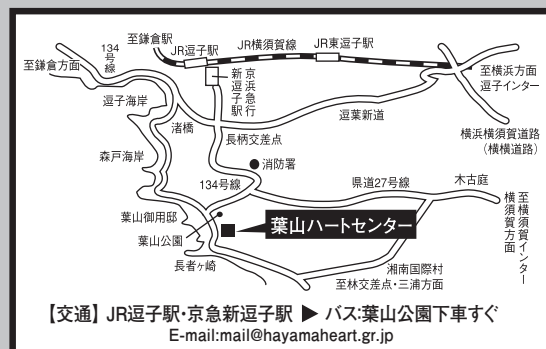 至鎌倉駅
134号線
至鎌倉方面
JR逗子駅
JR横須賀線
JR東逗子駅
至横浜方面
逗子インター
京浜急行
新逗子駅
逗子海岸
渚橋
逗葉新道
横浜横須賀道路
(横横道路)
長柄交差点
森戸海岸
消防署
134号線
県道27号線
木古庭
至横須賀インター
横須賀方面
葉山御用邸
葉山公園
葉山ハートセンター
長者ヶ崎
湘南国際村
至林交差点・三浦方面
【交通】JR逗子駅・京急新逗子駅 ▶ バス:葉山公園下車すぐ
E-mail:mail@hayamaheart.gr.jp